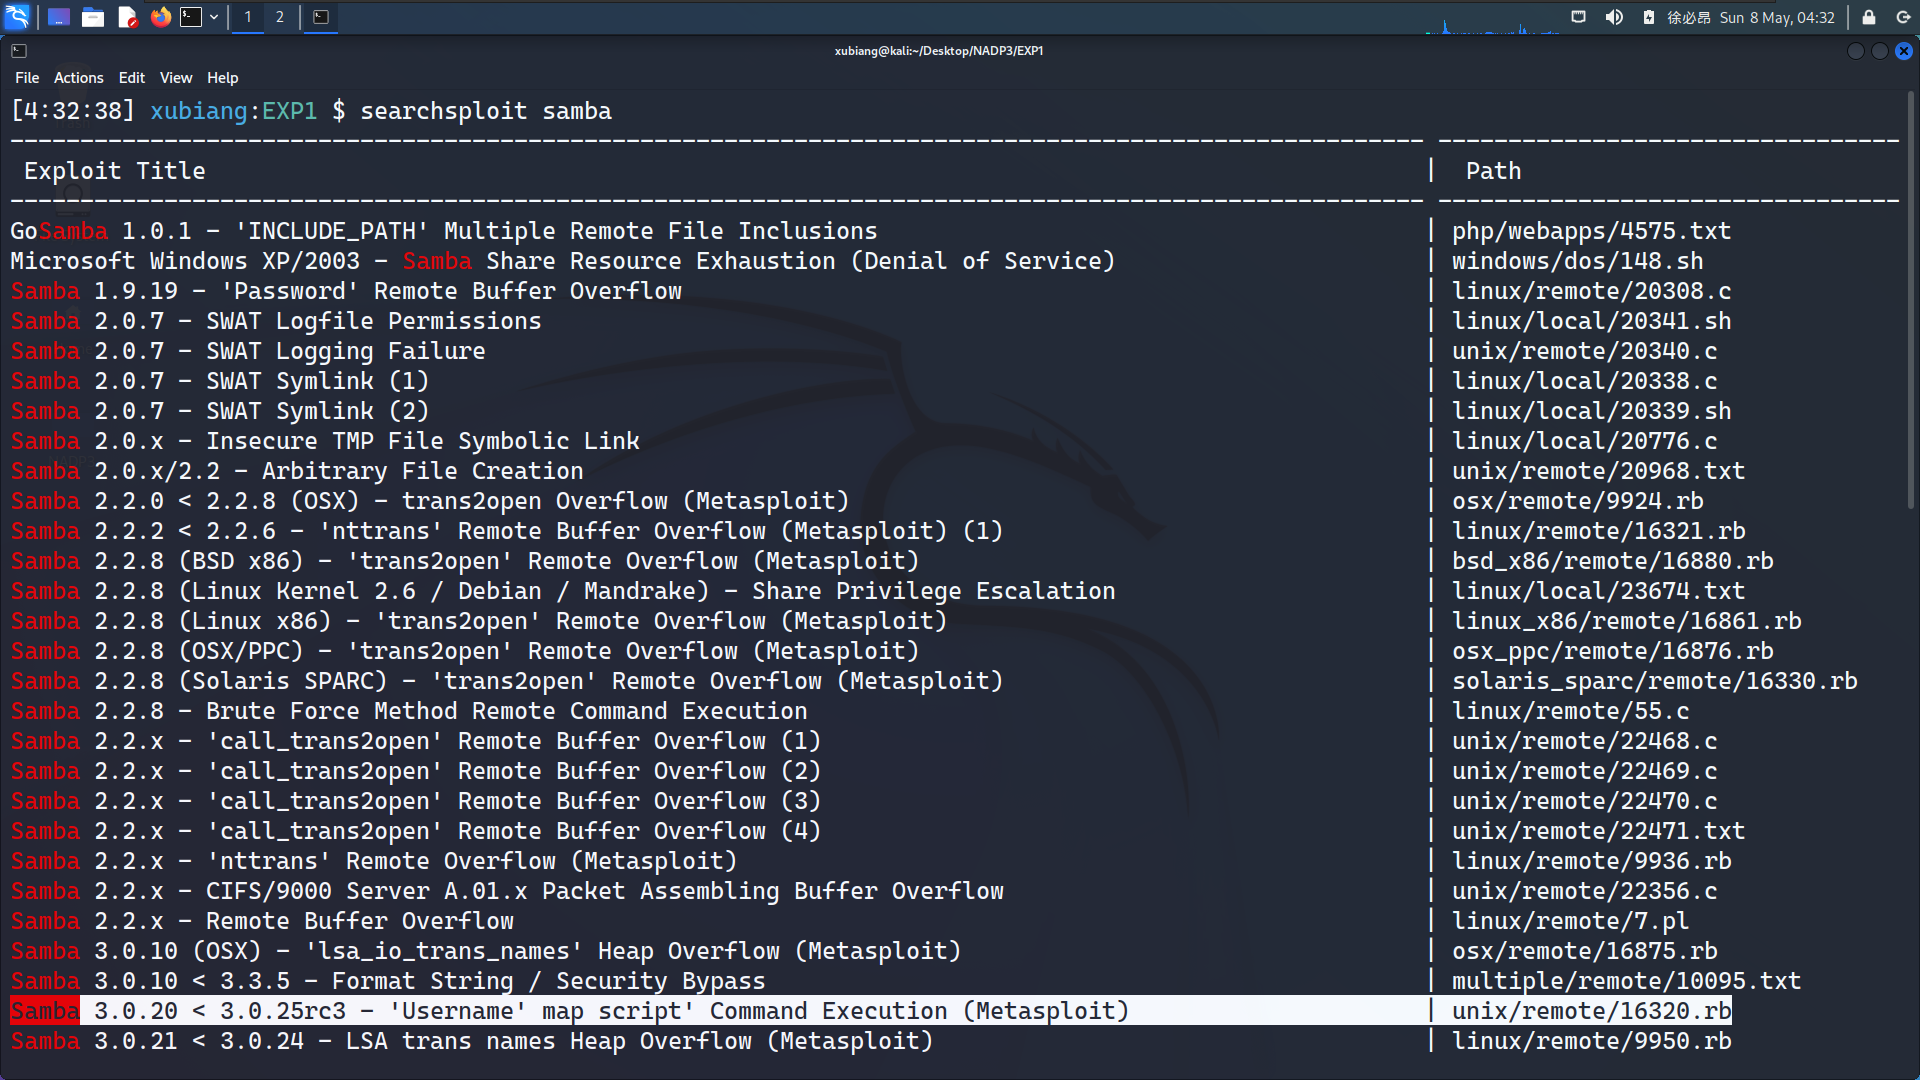 1 2 徐必昂 Sun 8 May, 04:32
xubiang@kali:~/Desktop/NADP3/EXP1
File Actions Edit View Help
[4:32:38] xubiang:EXP1 $ searchsploit samba
Exploit Title | Path
GoSamba 1.0.1 - 'INCLUDE_PATH' Multiple Remote File Inclusions | php/webapps/4575.txt
Microsoft Windows XP/2003 - Samba Share Resource Exhaustion (Denial of Service) | windows/dos/148.sh
Samba 1.9.19 - 'Password' Remote Buffer Overflow | linux/remote/20308.c
Samba 2.0.7 - SWAT Logfile Permissions | linux/local/20341.sh
Samba 2.0.7 - SWAT Logging Failure | unix/remote/20340.c
Samba 2.0.7 - SWAT Symlink (1) | linux/local/20338.c
Samba 2.0.7 - SWAT Symlink (2) | linux/local/20339.sh
Samba 2.0.x - Insecure TMP File Symbolic Link | linux/local/20776.c
Samba 2.0.x/2.2 - Arbitrary File Creation | unix/remote/20968.txt
Samba 2.2.0 < 2.2.8 (OSX) - trans2open Overflow (Metasploit) | osx/remote/9924.rb
Samba 2.2.2 < 2.2.6 - 'nttrans' Remote Buffer Overflow (Metasploit) (1) | linux/remote/16321.rb
Samba 2.2.8 (BSD x86) - 'trans2open' Remote Overflow (Metasploit) | bsd_x86/remote/16880.rb
Samba 2.2.8 (Linux Kernel 2.6 / Debian / Mandrake) - Share Privilege Escalation | linux/local/23674.txt
Samba 2.2.8 (Linux x86) - 'trans2open' Remote Overflow (Metasploit) | linux_x86/remote/16861.rb
Samba 2.2.8 (OSX/PPC) - 'trans2open' Remote Overflow (Metasploit) | osx_ppc/remote/16876.rb
Samba 2.2.8 (Solaris SPARC) - 'trans2open' Remote Overflow (Metasploit) | solaris_sparc/remote/16330.rb
Samba 2.2.8 - Brute Force Method Remote Command Execution | linux/remote/55.c
Samba 2.2.x - 'call_trans2open' Remote Buffer Overflow (1) | unix/remote/22468.c
Samba 2.2.x - 'call_trans2open' Remote Buffer Overflow (2) | unix/remote/22469.c
Samba 2.2.x - 'call_trans2open' Remote Buffer Overflow (3) | unix/remote/22470.c
Samba 2.2.x - 'call_trans2open' Remote Buffer Overflow (4) | unix/remote/22471.txt
Samba 2.2.x - 'nttrans' Remote Overflow (Metasploit) | linux/remote/9936.rb
Samba 2.2.x - CIFS/9000 Server A.01.x Packet Assembling Buffer Overflow | unix/remote/22356.c
Samba 2.2.x - Remote Buffer Overflow | linux/remote/7.pl
Samba 3.0.10 (OSX) - 'lsa_io_trans_names' Heap Overflow (Metasploit) | osx/remote/16875.rb
Samba 3.0.10 < 3.3.5 - Format String / Security Bypass | multiple/remote/10095.txt
Samba 3.0.20 < 3.0.25rc3 - 'Username' map script' Command Execution (Metasploit) | unix/remote/16320.rb
Samba 3.0.21 < 3.0.24 - LSA trans names Heap Overflow (Metasploit) | linux/remote/9950.rb